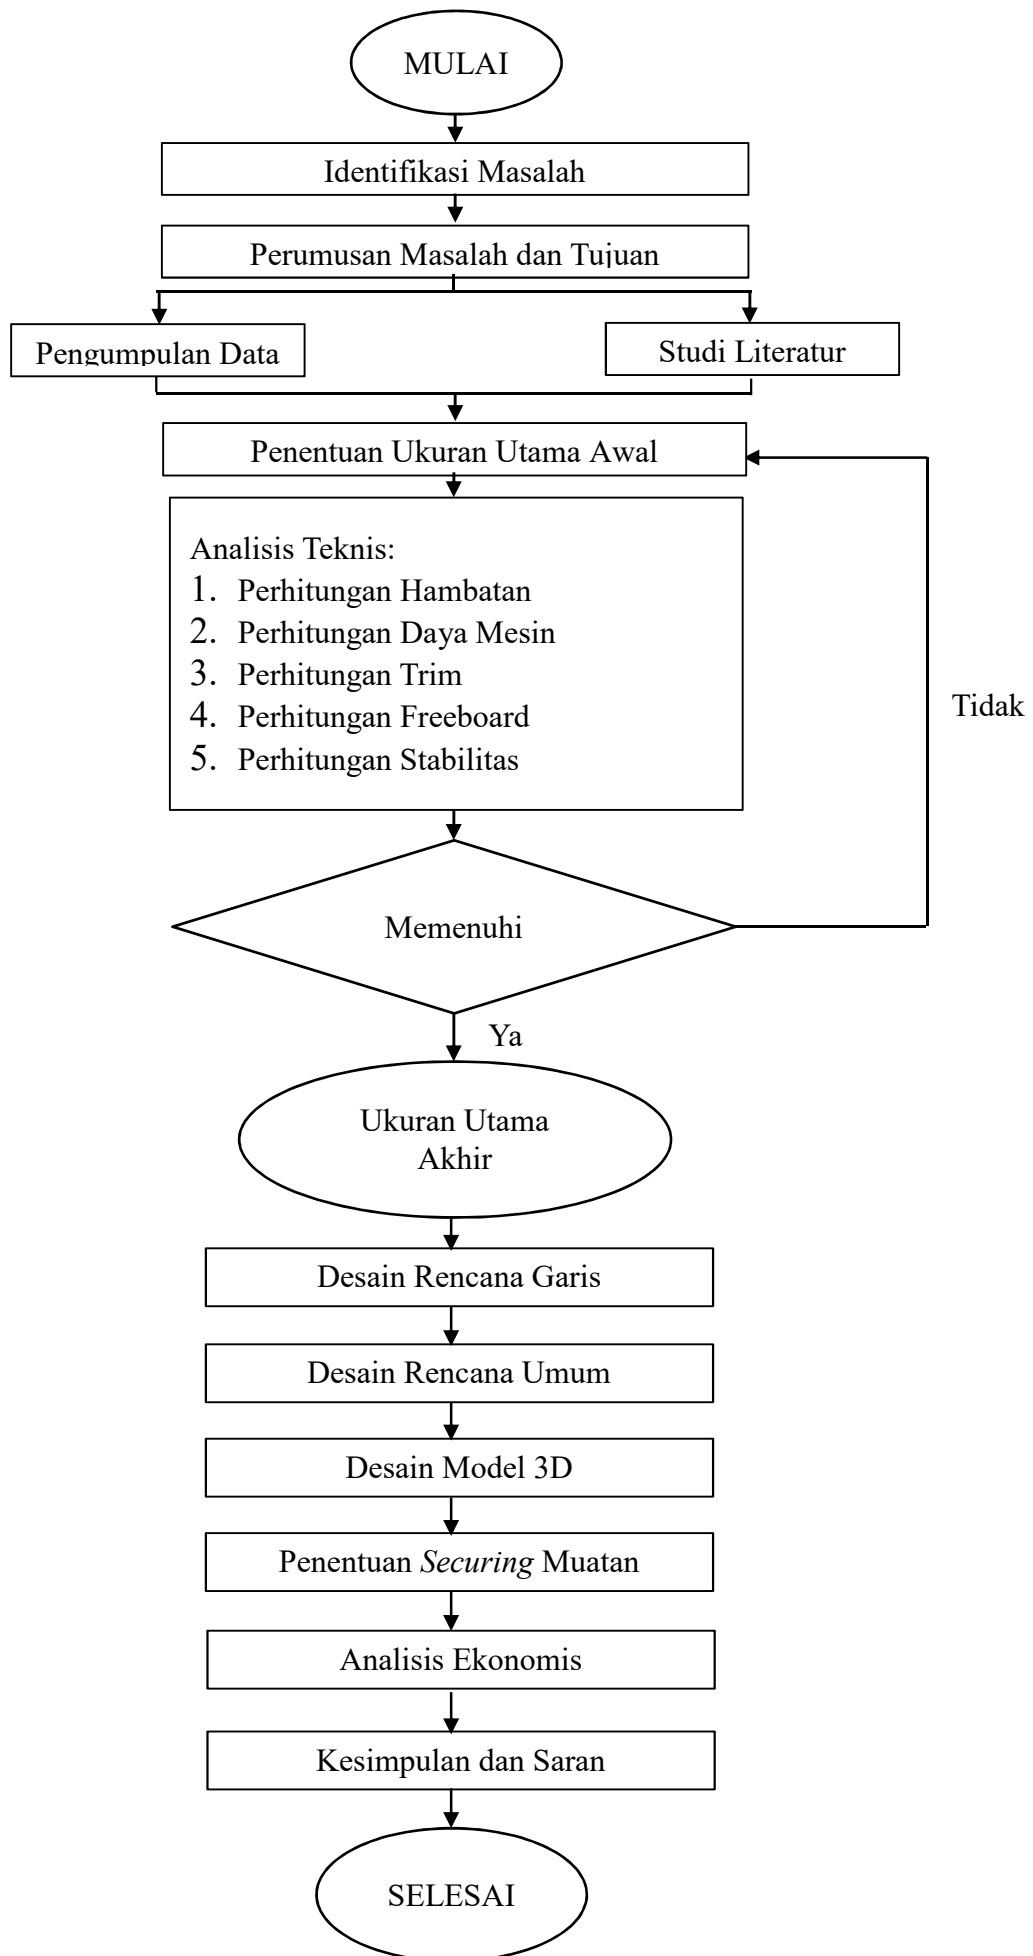 MULAI
Identifikasi Masalah
Perumusan Masalah dan Tujuan
Pengumpulan Data
Studi Literatur
Penentuan Ukuran Utama Awal
Analisis Teknis:
1. Perhitungan Hambatan
2. Perhitungan Daya Mesin
3. Perhitungan Trim
4. Perhitungan Freeboard
5. Perhitungan Stabilitas
Tidak
Memenuhi
Ya
Ukuran Utama
Akhir
Desain Rencana Garis
Desain Rencana Umum
Desain Model 3D
Penentuan Securing Muatan
Analisis Ekonomis
Kesimpulan dan Saran
SELESAI